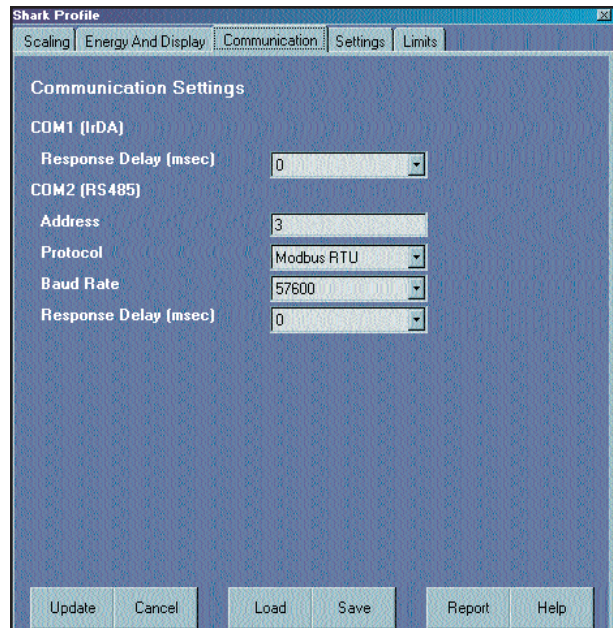 Shark Profile
Scaling Energy And Display Communication Settings Limits
Communication Settings
COM1 (IrDA)
Response Delay (msec) 0
COM2 (RS485)
Address 3
Protocol Modbus RTU
Baud Rate 57600
Response Delay (msec) 0
Update Cancel Load Save Report Help